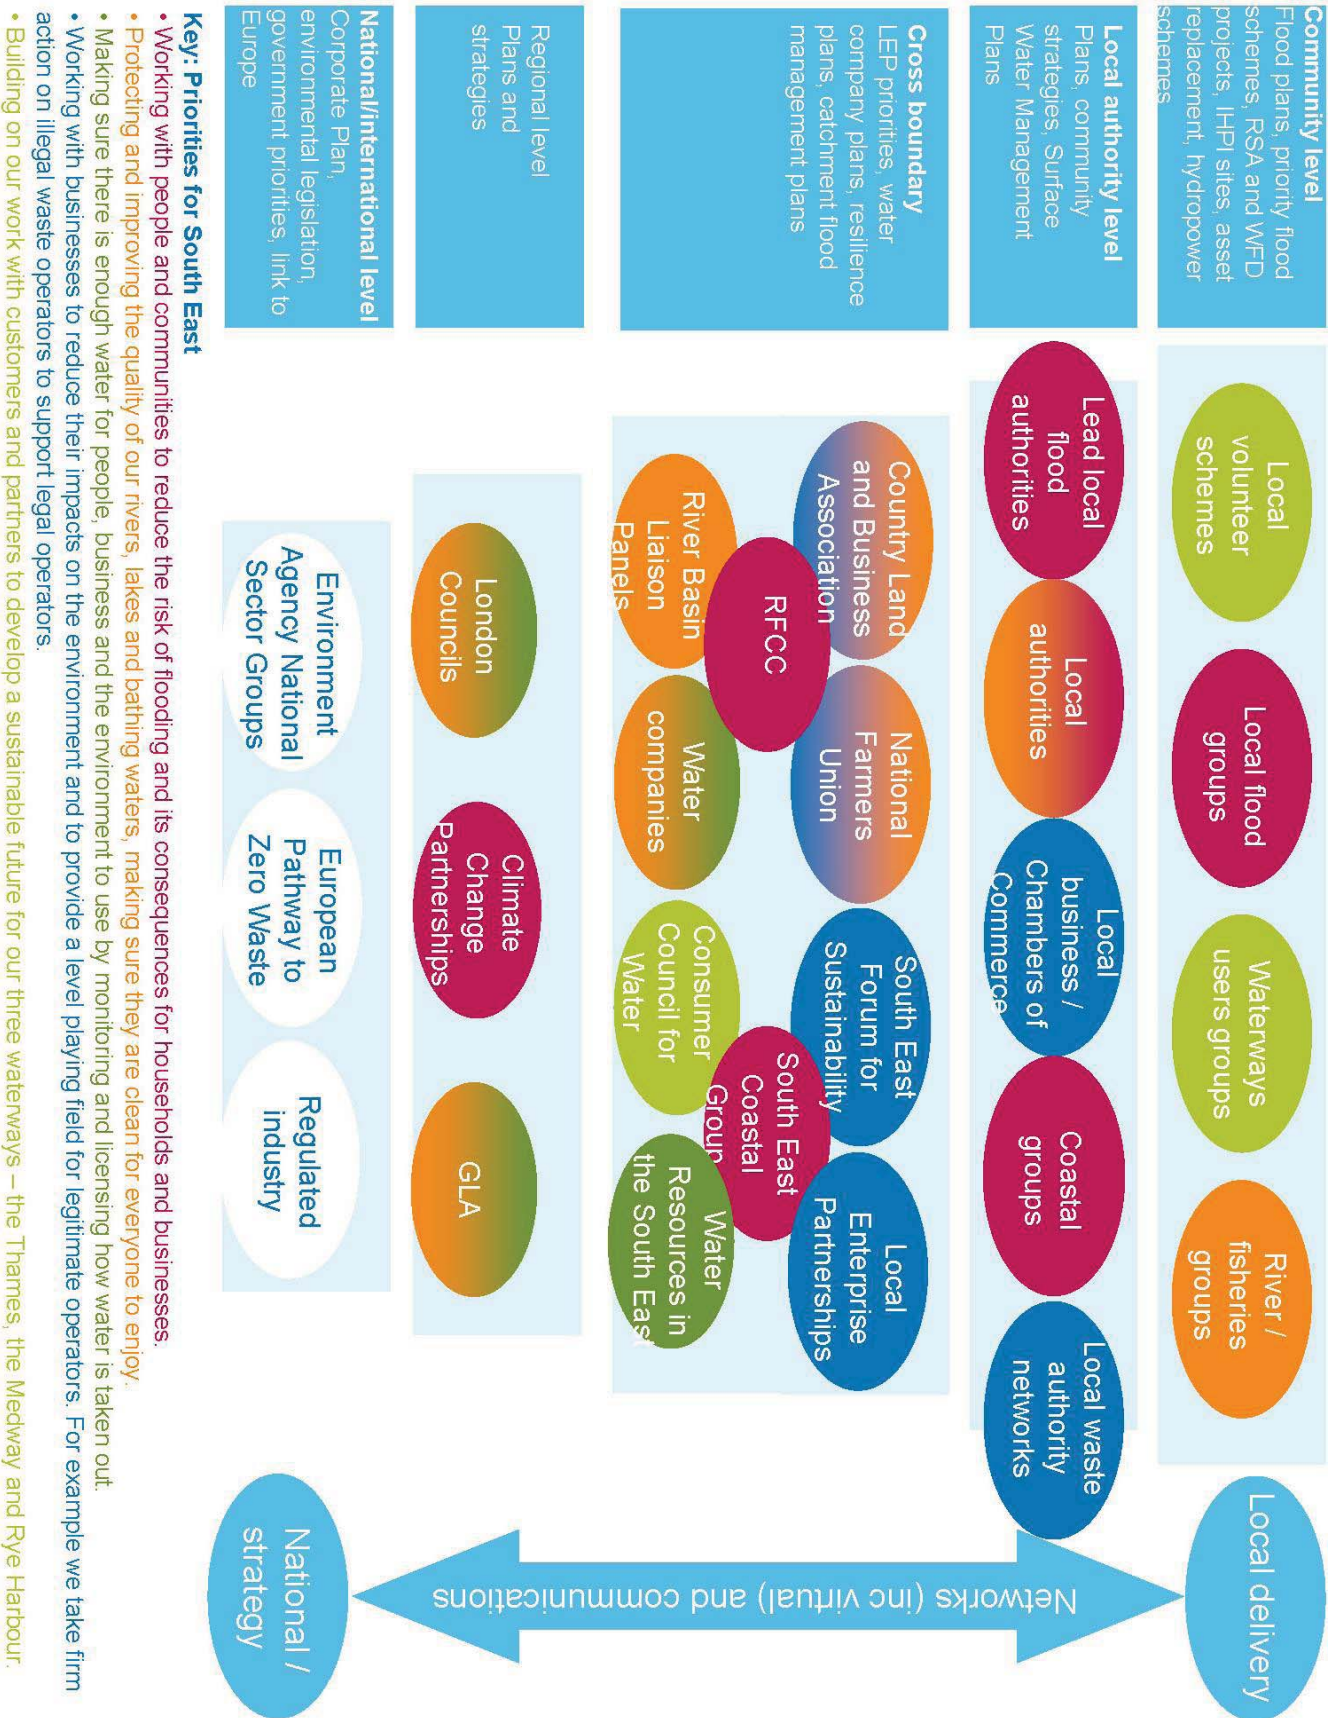 Community level
Flood plans, priority flood
schemes, RSA and WFD
projects, IHPI sites, asset
replacement, hydropower
schemes
Local
volunteer
schemes
Local flood
groups
Waterways
users groups
River /
fisheries
groups
Local delivery
Local authority level
Plans, community
strategies, Surface
Water Management
Plans
Lead local
flood
authorities
Local
authorities
Local
business /
Chambers of
Commerce
Coastal
groups
Local waste
authority
networks
Cross boundary
LEP priorities, water
company plans, resilience
plans, catchment flood
management plans
Country Land
and Business
Association
National
Farmers
Union
South East
Forum for
Sustainability
Local
Enterprise
Partnerships
RFCC
South East
Coastal
Group
River Basin
Liaison
Panels
Water
companies
Consumer
Council for
Water
Water
Resources in
the South East
Networks (inc virtual) and communications
Regional level
Plans and
strategies
London
Councils
Climate
Change
Partnerships
GLA
National/international level
Corporate Plan,
environmental legislation,
government priorities, link to
Europe
Environment
Agency National
Sector Groups
European
Pathway to
Zero Waste
Regulated
industry
National /
strategy
Key: Priorities for South East
• Working with people and communities to reduce the risk of flooding and its consequences for households and businesses.
• Protecting and improving the quality of our rivers, lakes and bathing waters, making sure they are clean for everyone to enjoy.
• Making sure there is enough water for people, business and the environment to use by monitoring and licensing how water is taken out.
• Working with businesses to reduce their impacts on the environment and to provide a level playing field for legitimate operators. For example we take firm
action on illegal waste operators to support legal operators.
• Building on our work with customers and partners to develop a sustainable future for our three waterways – the Thames, the Medway and Rye Harbour.